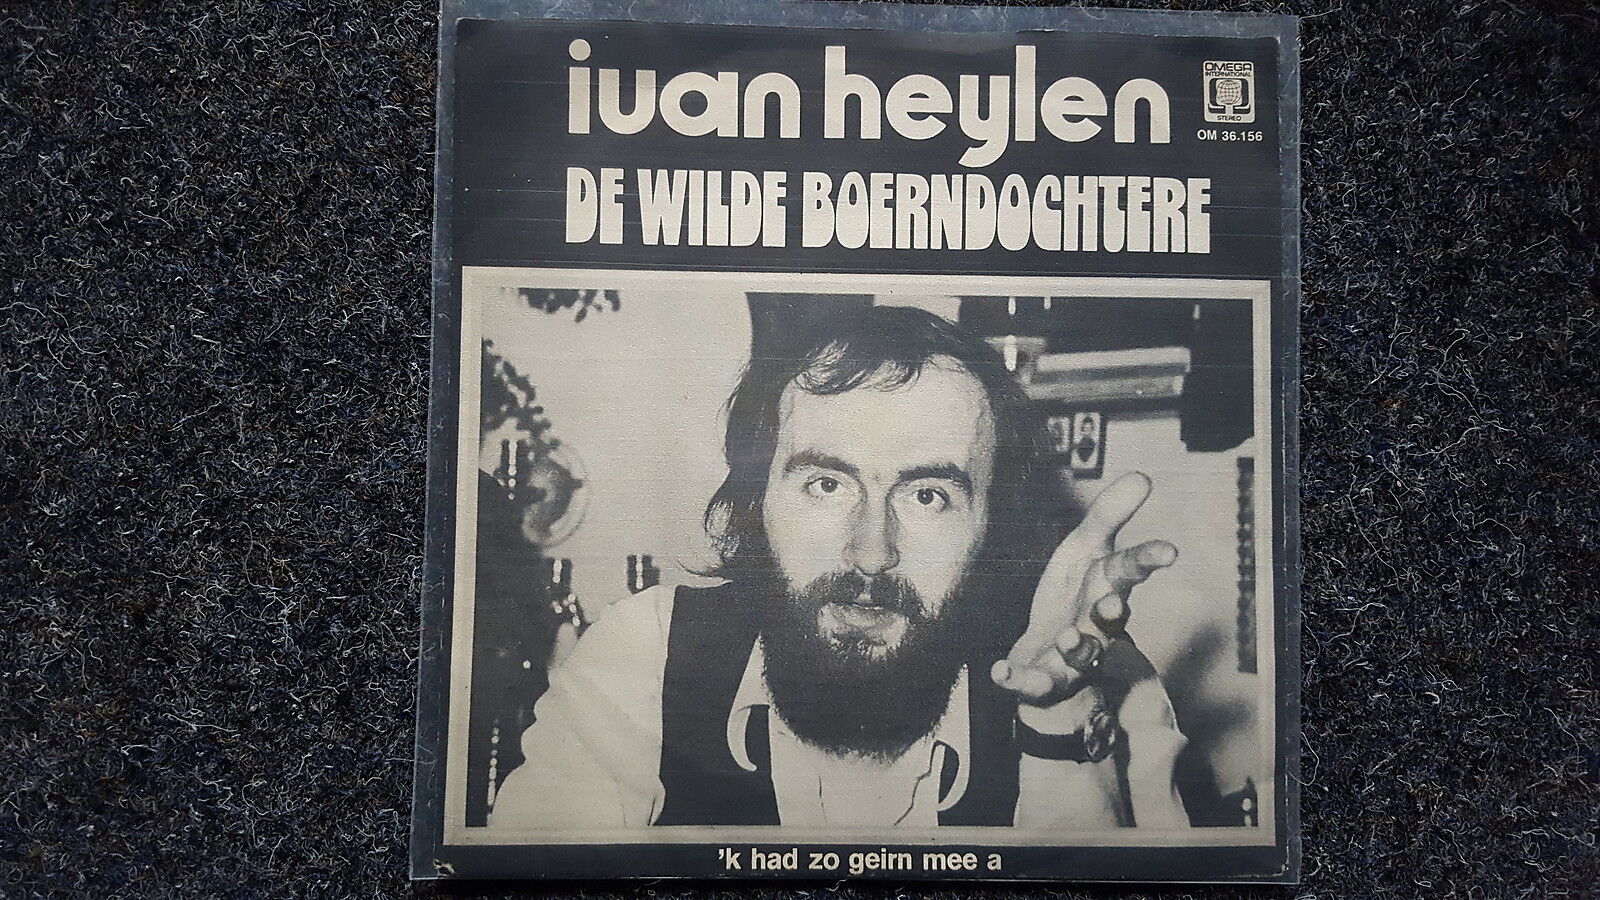 ivan heylen
OMEGA
INTERNATIONAL
STEREO
OM 36.156
DE WILDE BOERNDOCHTERE
'k had zo geirn mee a